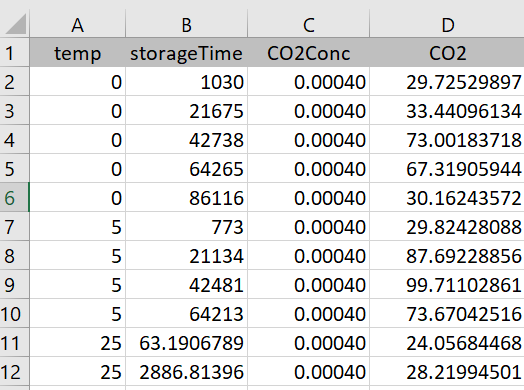 A B C D
1 temp storageTime CO2Conc CO2
2 0 1030 0.00040 29.72529897
3 0 21675 0.00040 33.44096134
4 0 42738 0.00040 73.00183718
5 0 64265 0.00040 67.31905944
6 0 86116 0.00040 30.16243572
7 5 773 0.00040 29.82428088
8 5 21134 0.00040 87.69228856
9 5 42481 0.00040 99.71102861
10 5 64213 0.00040 73.67042516
11 25 63.1906789 0.00040 24.05684468
12 25 2886.81396 0.00040 28.21994501